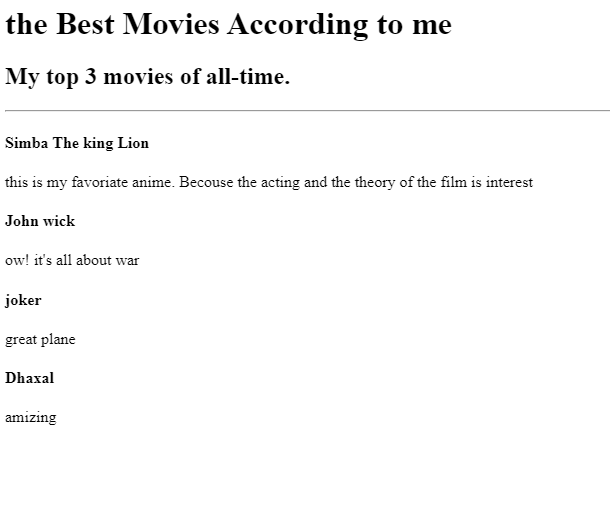 the Best Movies According to me
My top 3 movies of all-time.
Simba The king Lion
this is my favoriate anime. Becouse the acting and the theory of the film is interest
John wick
ow! it's all about war
joker
great plane
Dhaxal
amizing